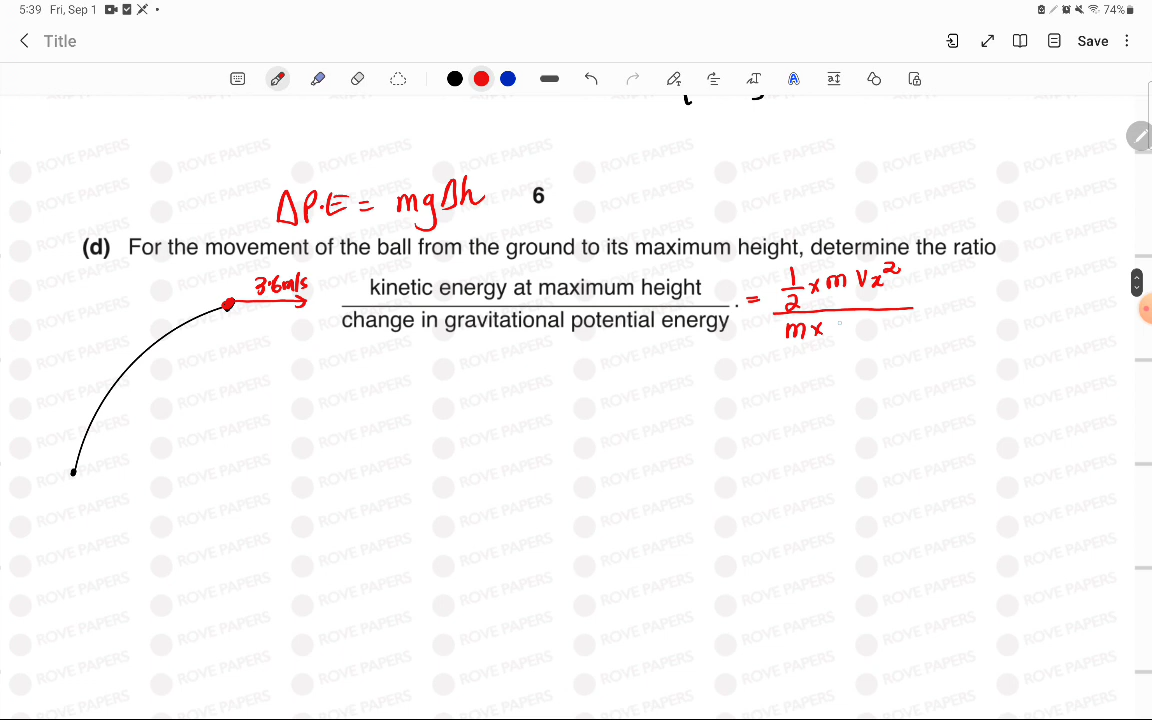 5:39 Fri, Sep 1
74%
Title
Save
ΔP.E = mgΔh
6
(d) For the movement of the ball from the ground to its maximum height, determine the ratio
3.6m/s
kinetic energy at maximum height
change in gravitational potential energy
.
= 1/2 x m Vx²
m x
ROVE PAPERS